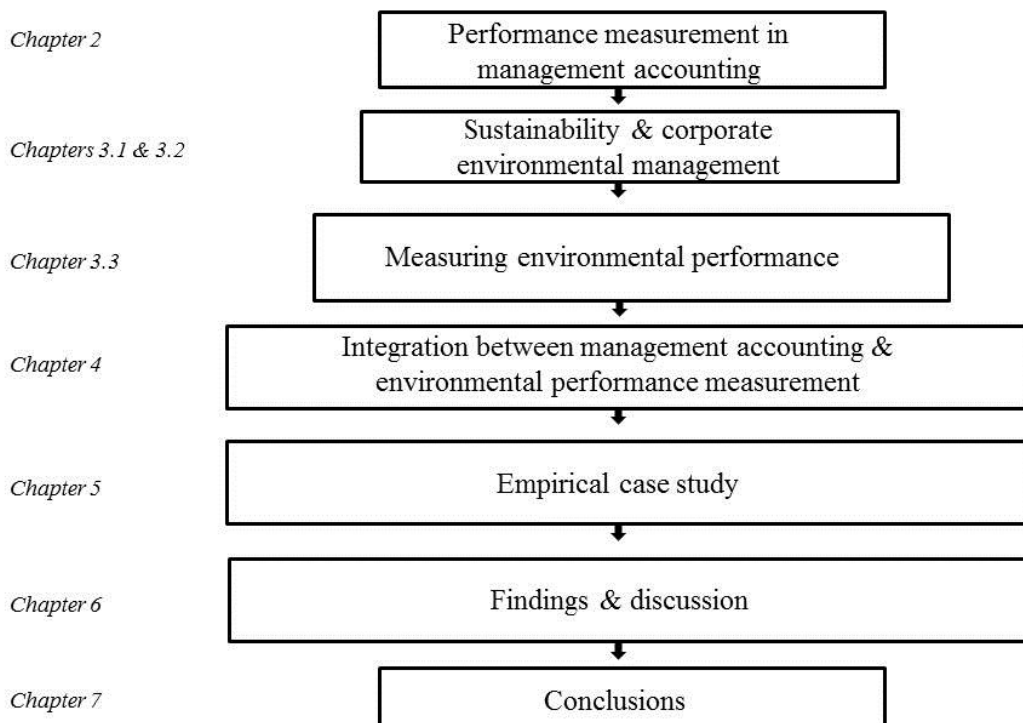 Chapter 2
Performance measurement in
management accounting
Chapters 3.1 & 3.2
Sustainability & corporate
environmental management
Chapter 3.3
Measuring environmental performance
Chapter 4
Integration between management accounting &
environmental performance measurement
Chapter 5
Empirical case study
Chapter 6
Findings & discussion
Chapter 7
Conclusions